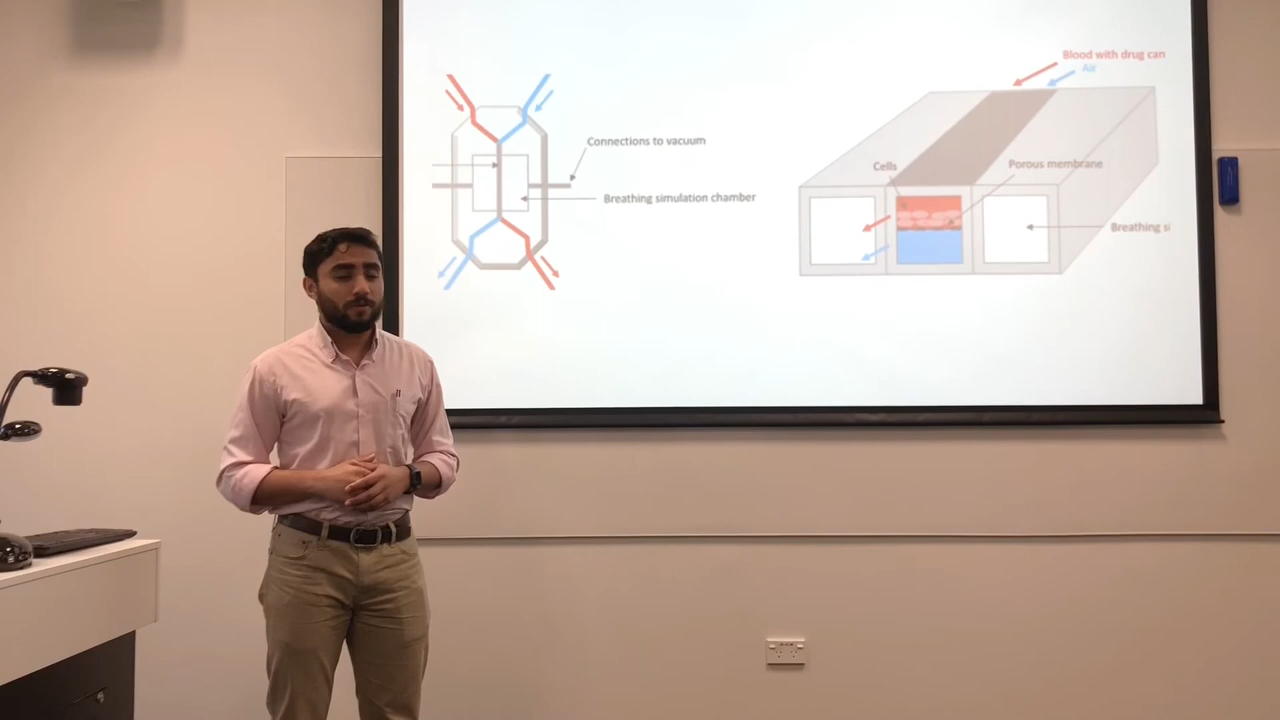 Connections to vacuum
Breathing simulation chamber
Blood with drug can
Air
Cells
Porous membrane
Breathing si